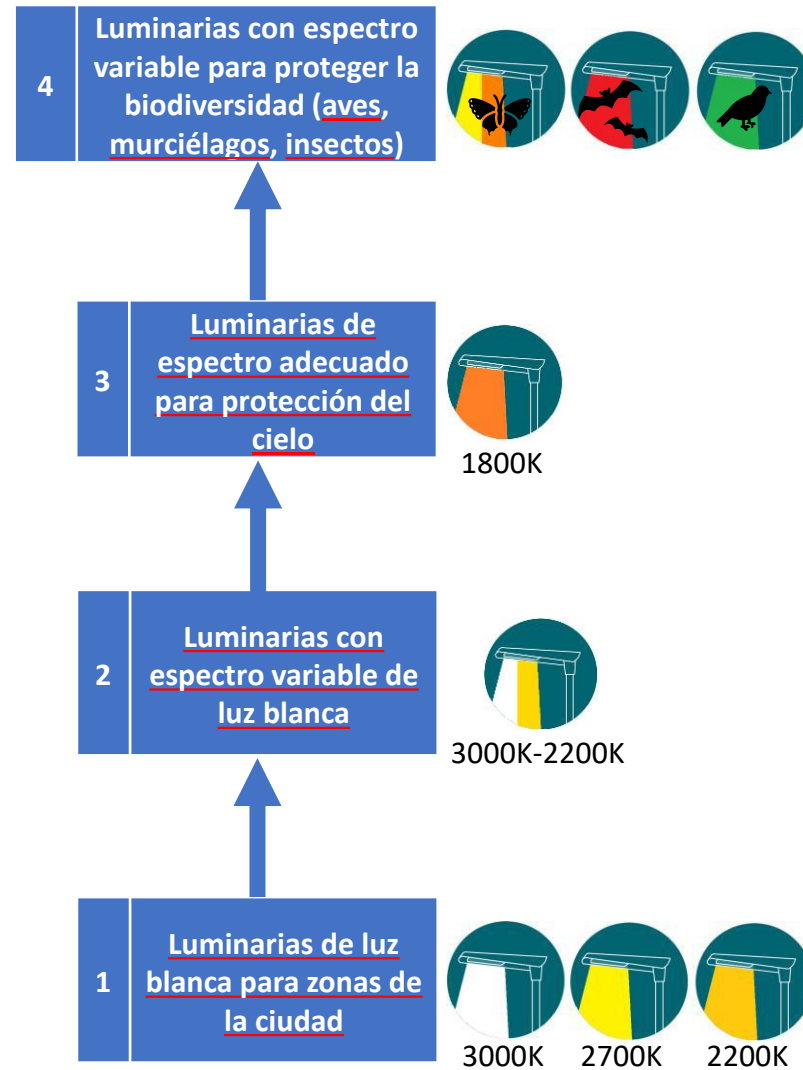 4
Luminarias con espectro
variable para proteger la
biodiversidad (aves,
murciélagos, insectos)
3
Luminarias de
espectro adecuado
para protección del
cielo
1800K
2
Luminarias con
espectro variable de
luz blanca
3000K-2200K
1
Luminarias de luz
blanca para zonas de
la ciudad
3000K 2700K 2200K